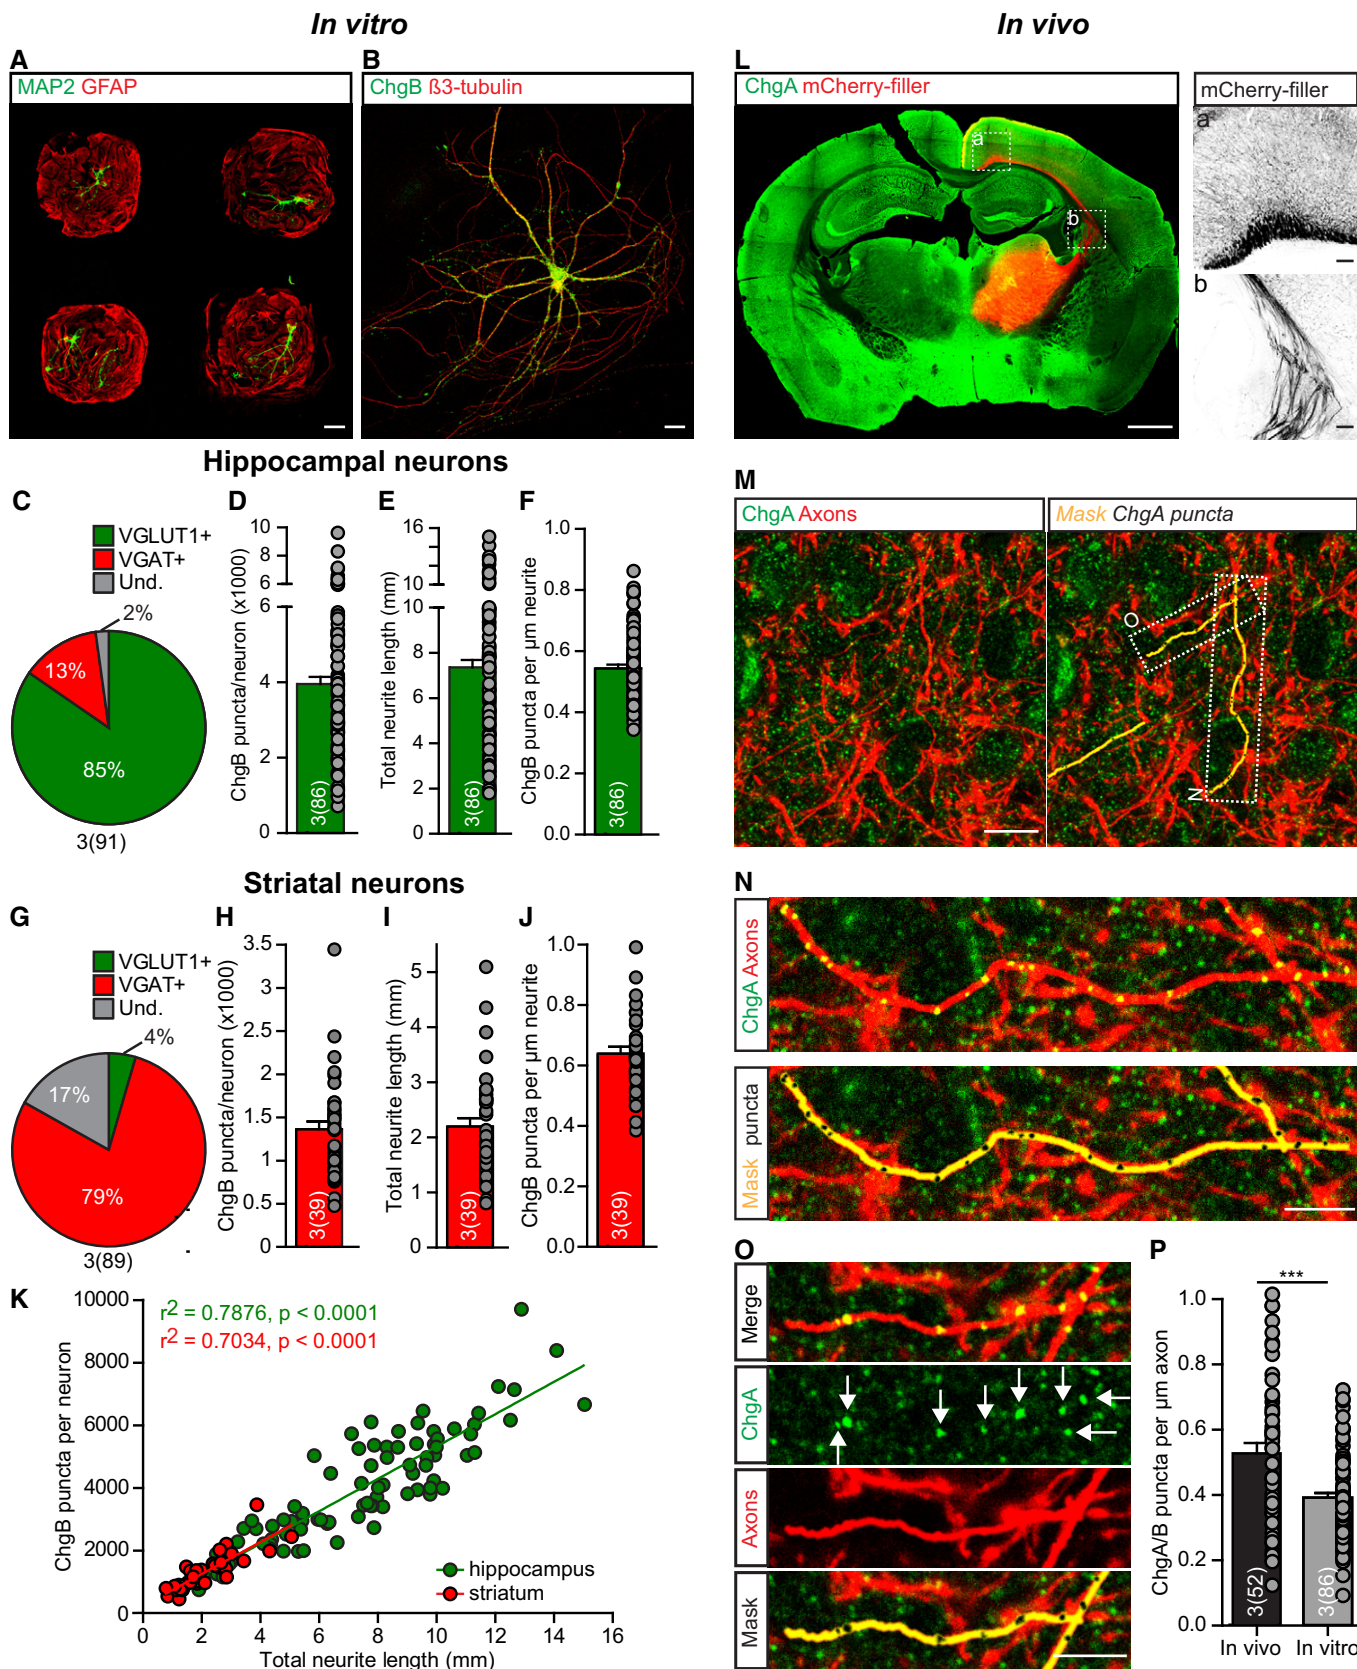 In vitro
In vivo
A
MAP2 GFAP
B
ChgB ß3-tubulin
L
ChgA mCherry-filler
a
b
mCherry-filler
a
b
Hippocampal neurons
C
VGLUT1+
VGAT+
Und.
2%
13%
85%
3(91)
D
ChgB puncta/neuron (x1000)
10
8
6
6
4
2
0
3(86)
E
Total neurite length (mm)
16
10
8
6
4
2
0
3(86)
F
ChgB puncta per µm neurite
1.0
0.8
0.6
0.4
0.2
0.0
3(86)
M
ChgA Axons
Mask ChgA puncta
O
N
Striatal neurons
G
VGLUT1+
VGAT+
Und.
4%
17%
79%
3(89)
H
ChgB puncta/neuron (x1000)
3.5
3
2.5
2
1.5
1
0.5
0
3(39)
I
Total neurite length (mm)
5
4
3
2
1
0
3(39)
J
ChgB puncta per µm neurite
1.0
0.8
0.6
0.4
0.2
0.0
3(39)
N
ChgA Axons
Mask puncta
K
r2 = 0.7876, p < 0.0001
r2 = 0.7034, p < 0.0001
ChgB puncta per neuron
10000
8000
6000
4000
2000
0
hippocampus
striatum
0 2 4 6 8 10 12 14 16
Total neurite length (mm)
O
Merge
ChgA
Axons
Mask
P
***
ChgA/B puncta per µm axon
1.0
0.8
0.6
0.4
0.2
0.0
3(52)
3(86)
In vivo In vitro